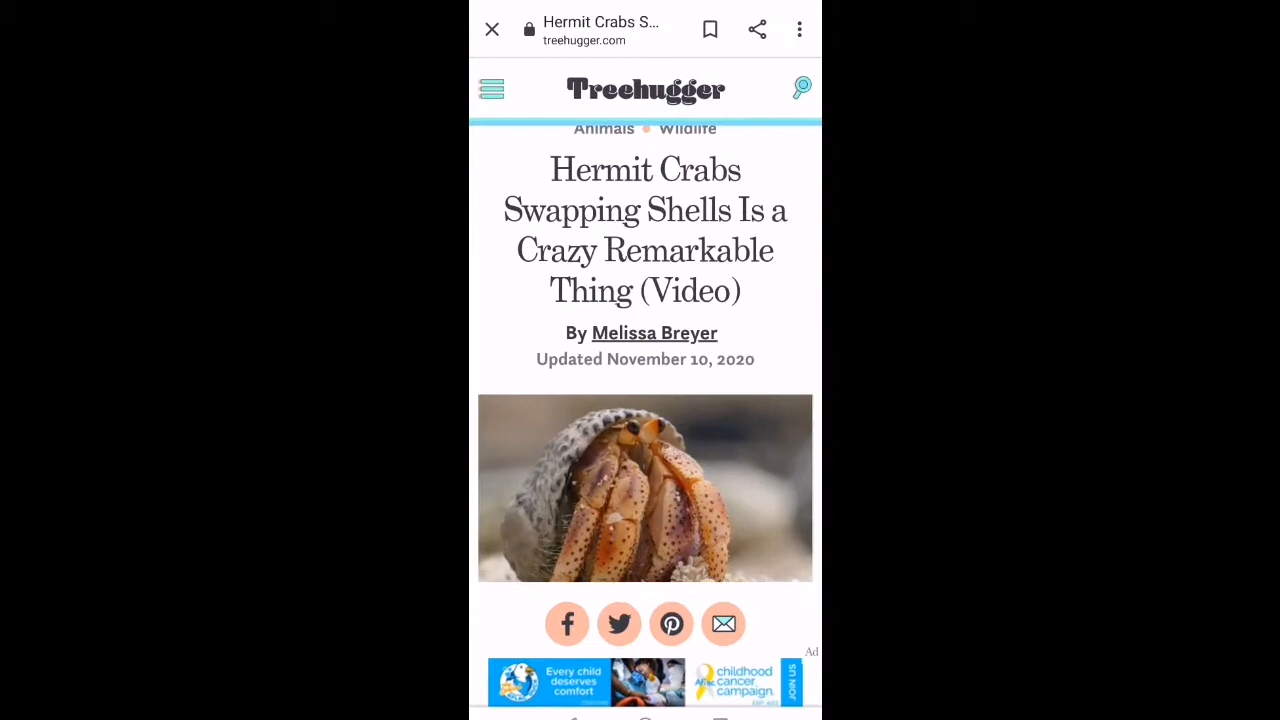 Hermit Crabs S...
treehugger.com
Treehugger
Animals • Wildlife
Hermit Crabs
Swapping Shells Is a
Crazy Remarkable
Thing (Video)
By Melissa Breyer
Updated November 10, 2020
Ad
Every child
deserves
comfort
childhood
cancer
campaign
JOIN US